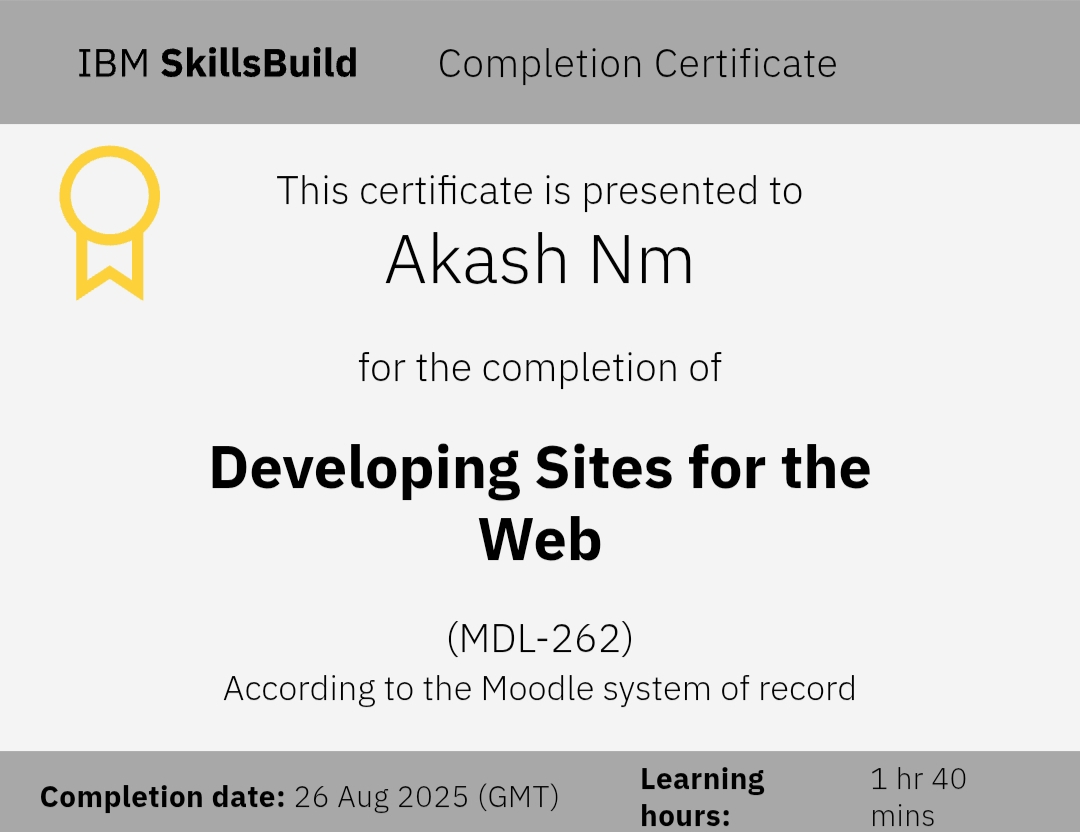 IBM SkillsBuild Completion Certificate
This certificate is presented to
Akash Nm
for the completion of
Developing Sites for the
Web
(MDL-262)
According to the Moodle system of record
Completion date: 26 Aug 2025 (GMT)
Learning
hours:
1 hr 40
mins